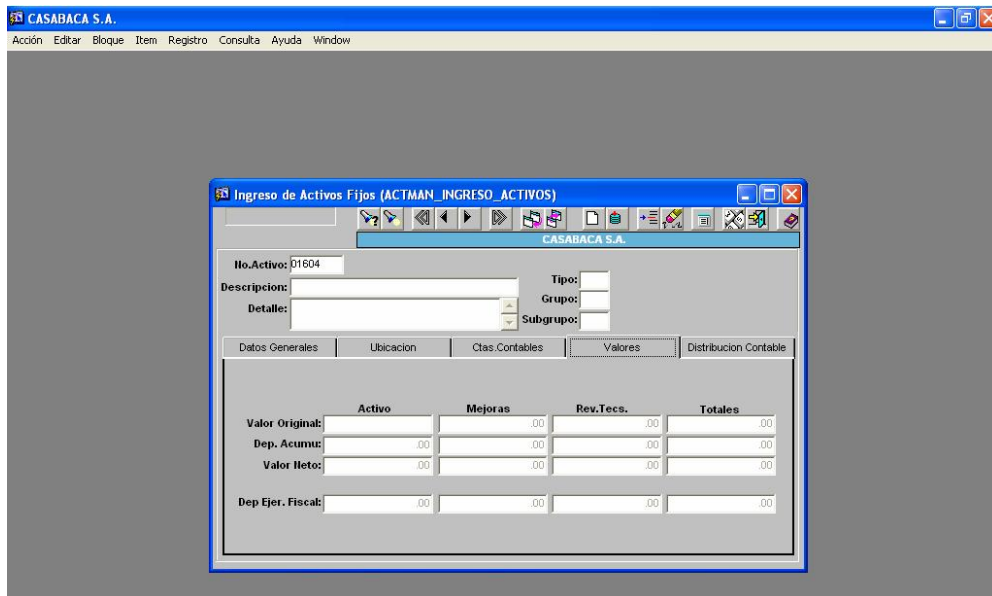 CASABACA S.A.
Acción Editar Bloque Item Registro Consulta Ayuda Window
Ingreso de Activos Fijos (ACTMAN_INGRESO_ACTIVOS)
CASABACA S.A.
No.Activo: 01604
Tipo:
Descripcion:
Grupo:
Detalle:
Subgrupo:
Datos Generales Ubicacion Ctas.Contables Valores Distribucion Contable
Activo Mejoras Rev.Tecs. Totales
Valor Original: .00 .00 .00
Dep. Acumu: .00 .00 .00 .00
Valor Neto: .00 .00 .00 .00
Dep Ejer. Fiscal: .00 .00 .00 .00